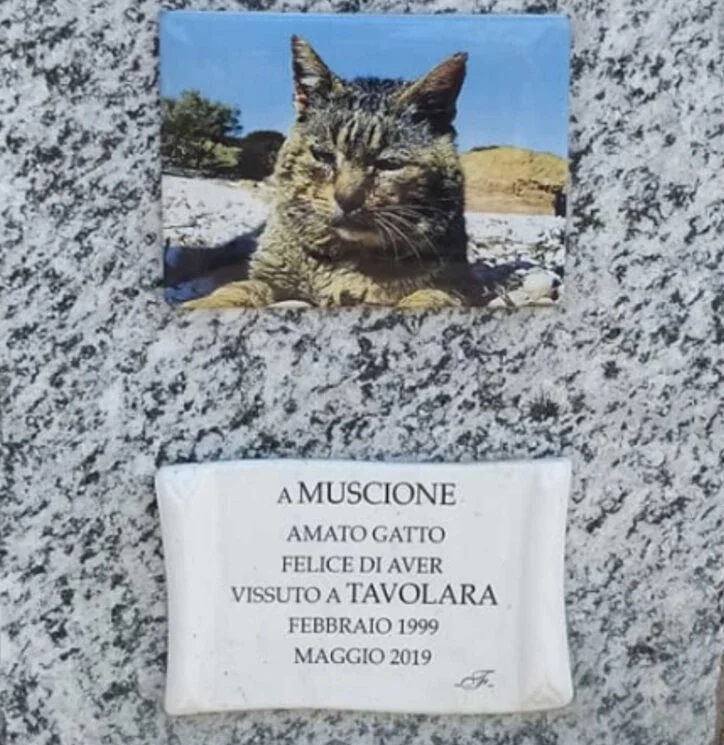 A MUSCIONE
AMATO GATTO
FELICE DI AVER
VISSUTO A TAVOLARA
FEBBRAIO 1999
MAGGIO 2019
F.